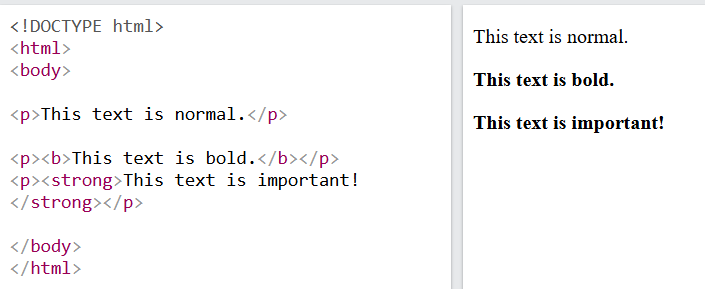 <!DOCTYPE html>
<html>
<body>
<p>This text is normal.</p>
<p><b>This text is bold.</b></p>
<p><strong>This text is important!
</strong></p>
</body>
</html>
This text is normal.
This text is bold.
This text is important!